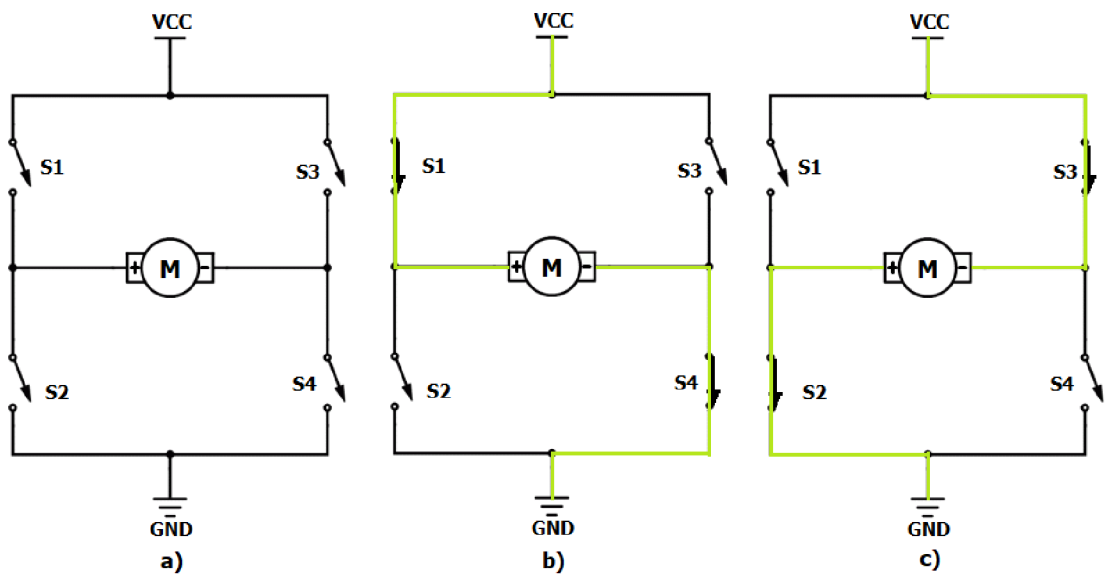 VCC
S1
S3
+ M -
S2
S4
GND
a)
VCC
S1
S3
+ M -
S2
S4
GND
b)
VCC
S1
S3
+ M -
S2
S4
GND
c)